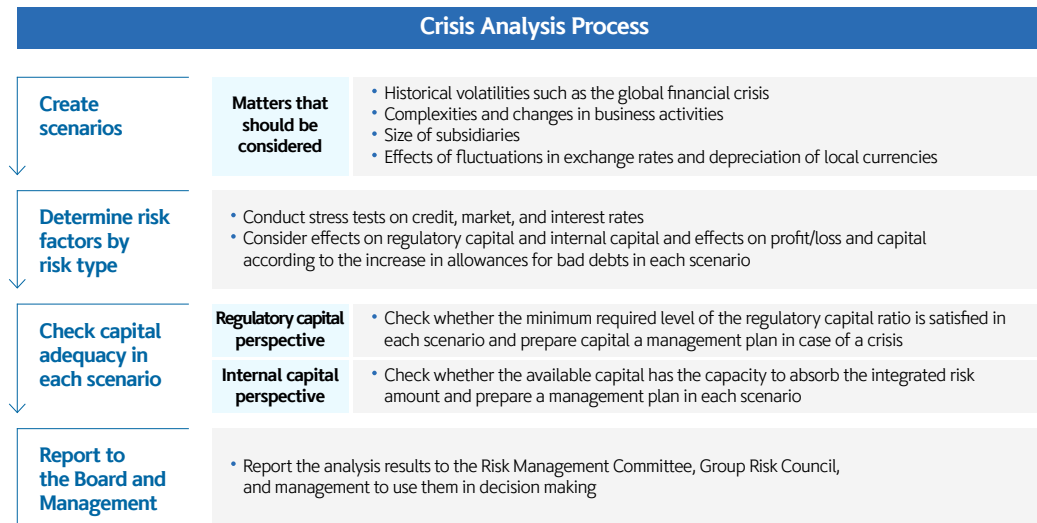 Crisis Analysis Process
Create
scenarios
Matters that
should be
considered
• Historical volatilities such as the global financial crisis
• Complexities and changes in business activities
• Size of subsidiaries
• Effects of fluctuations in exchange rates and depreciation of local currencies
Determine risk
factors by
risk type
• Conduct stress tests on credit, market, and interest rates
• Consider effects on regulatory capital and internal capital and effects on profit/loss and capital
according to the increase in allowances for bad debts in each scenario
Check capital
adequacy in
each scenario
Regulatory capital
perspective
• Check whether the minimum required level of the regulatory capital ratio is satisfied in
each scenario and prepare capital a management plan in case of a crisis
Internal capital
perspective
• Check whether the available capital has the capacity to absorb the integrated risk
amount and prepare a management plan in each scenario
Report to
the Board and
Management
• Report the analysis results to the Risk Management Committee, Group Risk Council,
and management to use them in decision making